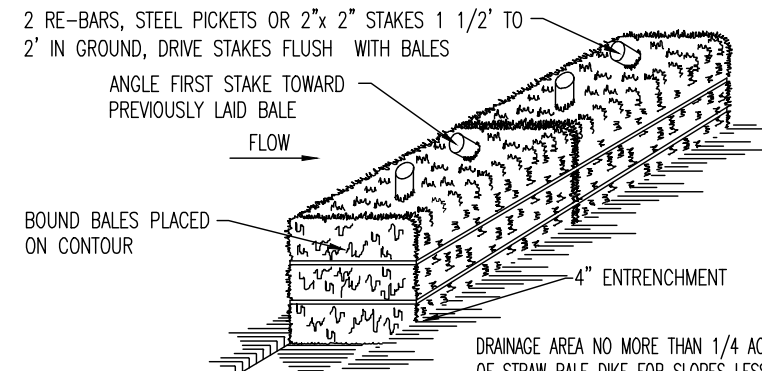 2 RE-BARS, STEEL PICKETS OR 2"x 2" STAKES 1 1/2' TO
2' IN GROUND, DRIVE STAKES FLUSH WITH BALES
ANGLE FIRST STAKE TOWARD
PREVIOUSLY LAID BALE
FLOW
BOUND BALES PLACED
ON CONTOUR
4" ENTRENCHMENT
DRAINAGE AREA NO MORE THAN 1/4 AC
OF STRAW BALE DIKE FOR SLOPES LESS